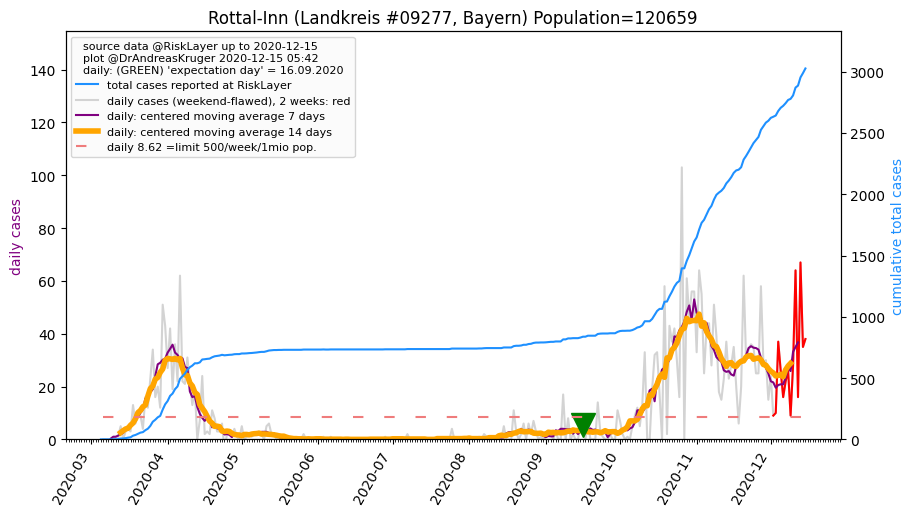 Rottal-Inn (Landkreis #09277, Bayern) Population=120659
source data @RiskLayer up to 2020-12-15
plot @DrAndreasKruger 2020-12-15 05:42
daily: (GREEN) 'expectation day' = 16.09.2020
total cases reported at RiskLayer
daily cases (weekend-flawed), 2 weeks: red
daily: centered moving average 7 days
daily: centered moving average 14 days
daily 8.62 =limit 500/week/1mio pop.
daily cases
140
120
100
80
60
40
20
0
cumulative total cases
3000
2500
2000
1500
1000
500
0
2020-03
2020-04
2020-05
2020-06
2020-07
2020-08
2020-09
2020-10
2020-11
2020-12